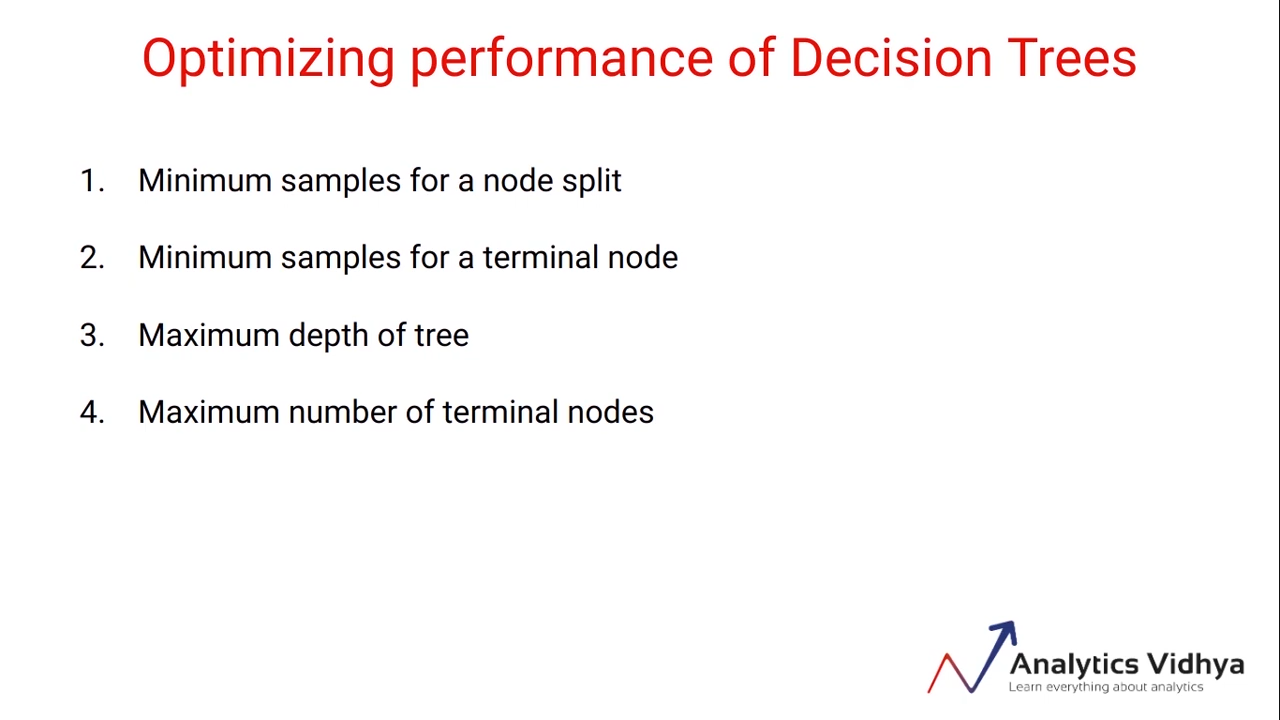 Optimizing performance of Decision Trees
1. Minimum samples for a node split
2. Minimum samples for a terminal node
3. Maximum depth of tree
4. Maximum number of terminal nodes
Analytics Vidhya
Learn everything about analytics